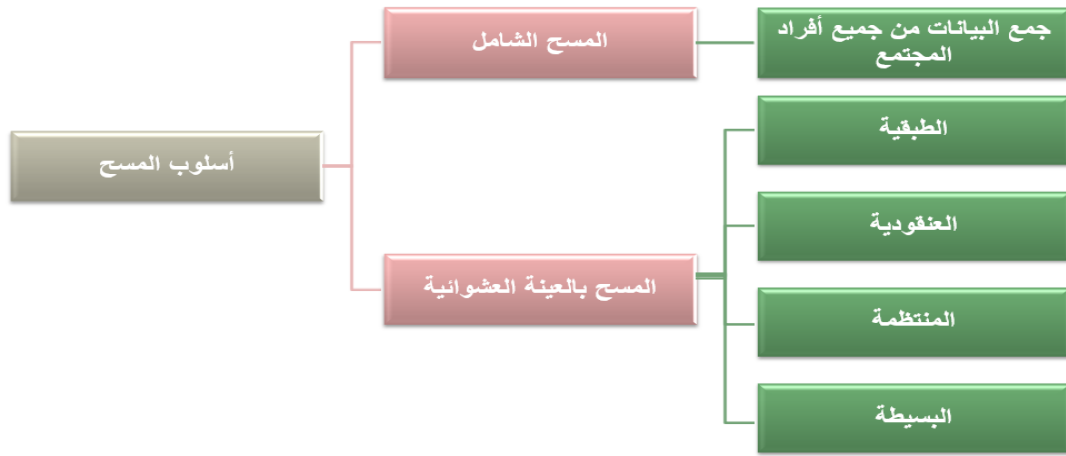 أسلوب المسح
المسح الشامل
جمع البيانات من جميع أفراد
المجتمع
المسح بالعينة العشوائية
الطبقية
العنقودية
المنتظمة
البسيطة